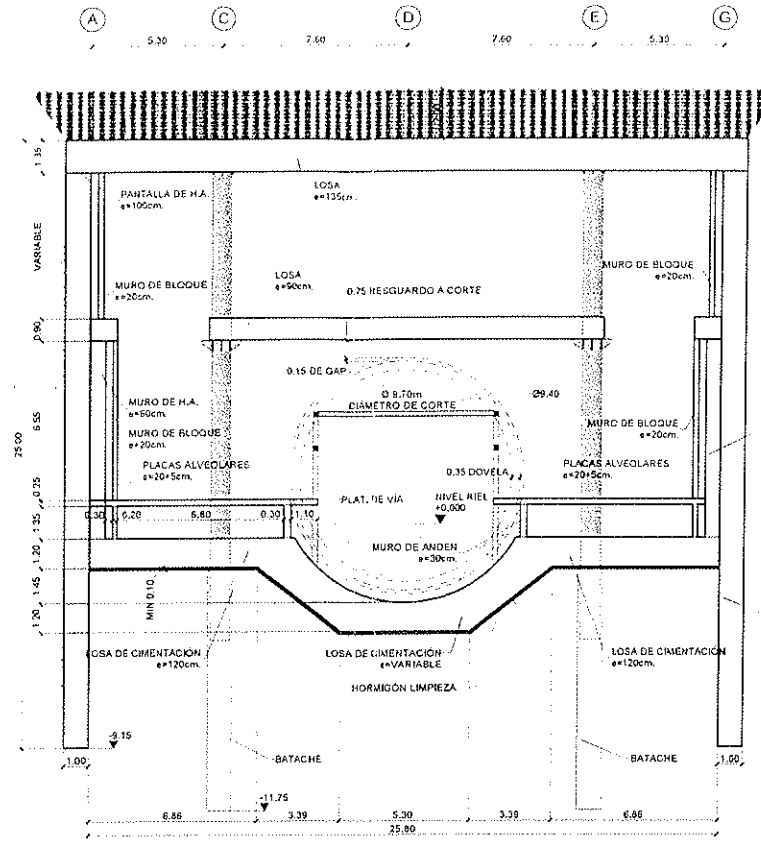 A C D E G
5.30 7.60 7.60 5.30
1.35
LOSA
e=135cm.
PANTALLA DE H.A.
e=100cm.
VARIABLE
MURO DE BLOQUE
e=20cm.
LOSA
e=90cm.
0.75 RESGUARDO A CORTE
MURO DE BLOQUE
e=20cm.
0.90
0.15 DE GAP
DIÁMETRO DE CORTE
Ø9.40
MURO DE H.A.
e=60cm.
MURO DE BLOQUE
e=20cm.
MURO DE BLOQUE
e=20cm.
6.55
25.00
PLACAS ALVEOLARES
e=20+5cm.
0.35 DOVELA
PLACAS ALVEOLARES
e=20+5cm.
0.25
PLAT. DE VÍA
NIVEL RIEL
+0,000
0.30 6.20 6.80 0.30 1.10
1.35
MURO DE ANDEN
e=30cm.
1.20
1.45
MIN 0.10
1.20
LOSA DE CIMENTACIÓN
e=120cm.
LOSA DE CIMENTACIÓN
e=VARIABLE
LOSA DE CIMENTACIÓN
e=120cm.
HORMIGÓN LIMPIEZA
-9.15
1.00
BATACHE
BATACHE
1.00
-11.75
6.86 3.39 5.30 3.39 6.86
25.80